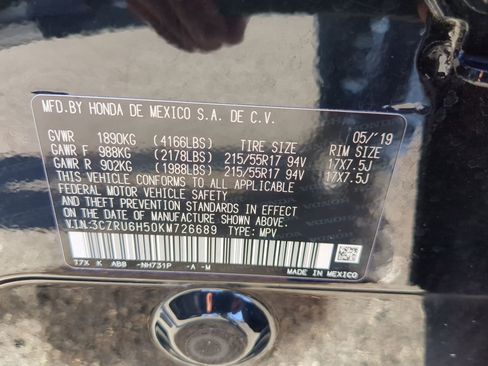 MFD.BY HONDA DE MEXICO S.A. DE C.V.
05/'19
GVWR 1890KG (4166LBS) TIRE SIZE RIM SIZE
GAWR F 988KG (2178LBS) 215/55R17 94V 17X7.5J
GAWR R 902KG (1988LBS) 215/55R17 94V 17X7.5J
THIS VEHICLE CONFORMS TO ALL APPLICABLE
FEDERAL MOTOR VEHICLE SAFETY
AND THEFT PREVENTION STANDARDS IN EFFECT
ON THE DATE OF MANUFACTURE SHOWN ABOVE.
V.I.N:3CZRU6H50KM726689 TYPE: MPV
T7X K ABB -NH731P -A -M
MADE IN MEXICO